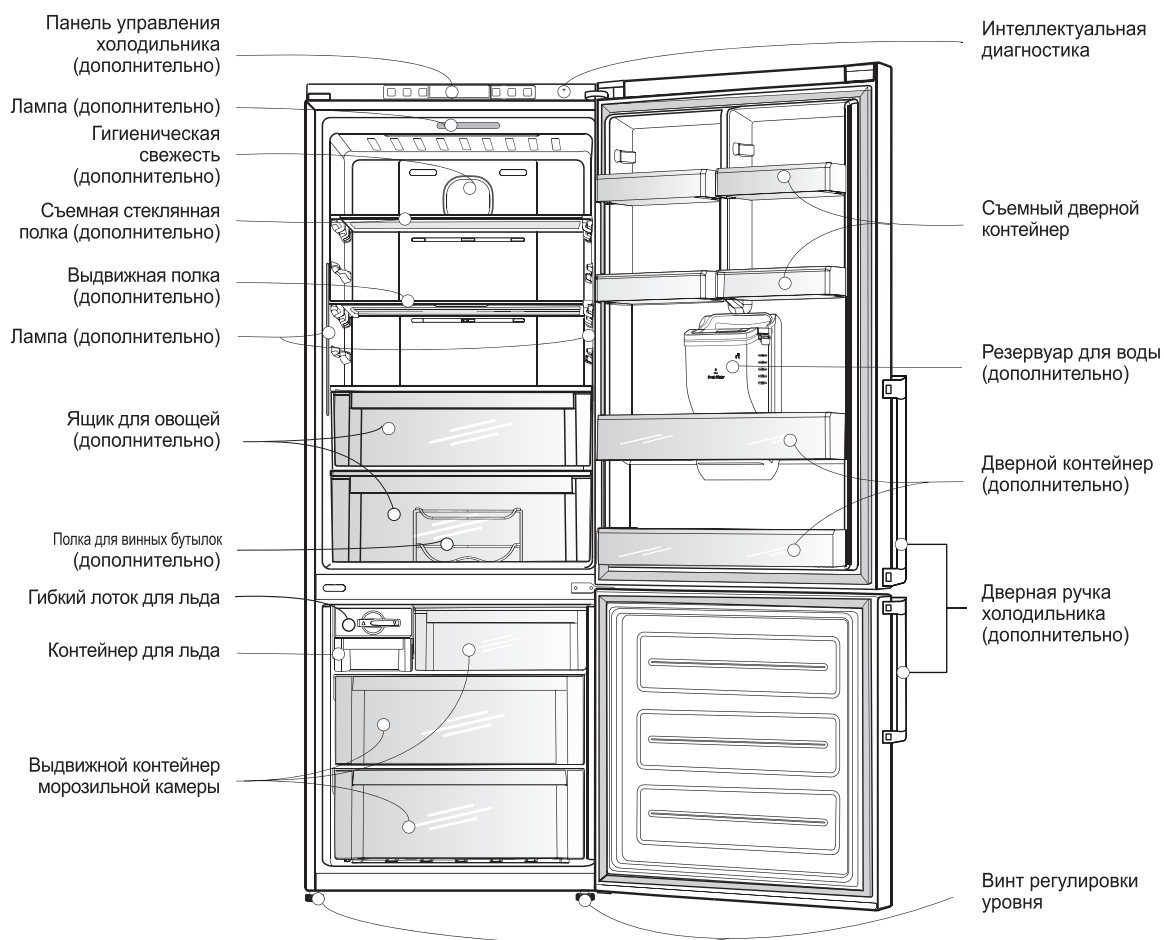 Панель управления
холодильника
(дополнительно)
Лампа (дополнительно)
Гигиеническая
свежесть
(дополнительно)
Съемная стеклянная
полка (дополнительно)
Выдвижная полка
(дополнительно)
Лампа (дополнительно)
Ящик для овощей
(дополнительно)
Полка для винных бутылок
(дополнительно)
Гибкий лоток для льда
Контейнер для льда
Выдвижной контейнер
морозильной камеры
Интеллектуальная
диагностика
Съемный дверной
контейнер
Резервуар для воды
(дополнительно)
Дверной контейнер
(дополнительно)
Дверная ручка
холодильника
(дополнительно)
Винт регулировки
уровня